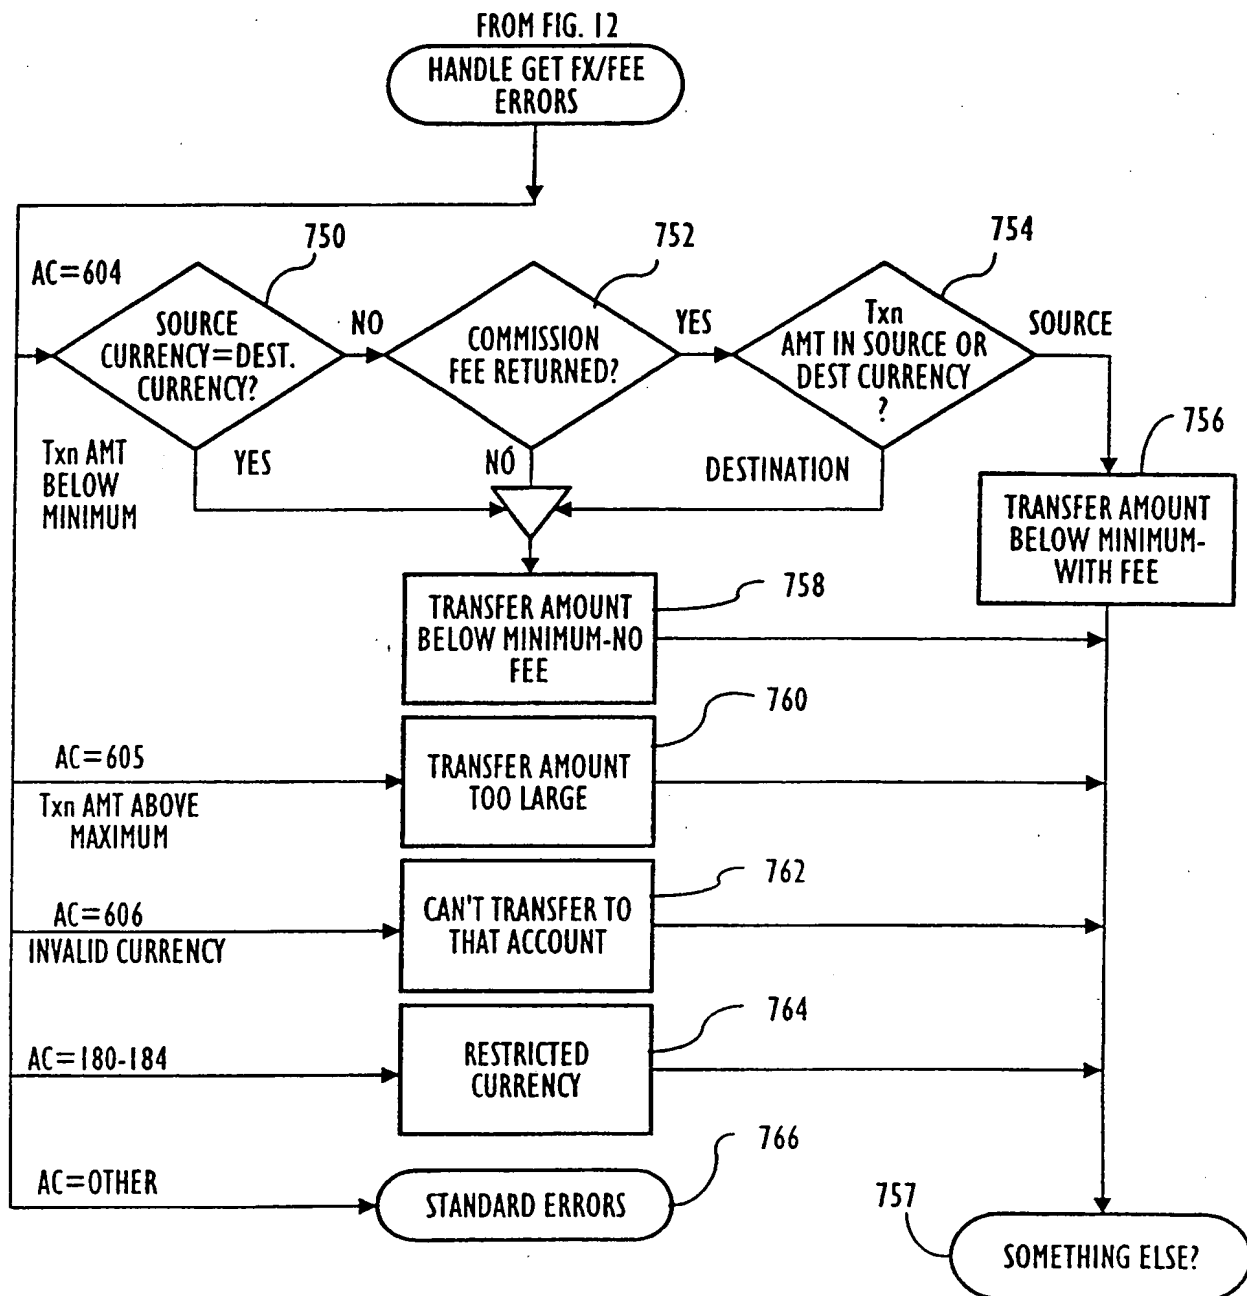 FROM FIG. 12
HANDLE GET FX/FEE
ERRORS
750
752
754
AC=604
SOURCE
CURRENCY=DEST.
CURRENCY?
NO
COMMISSION
FEE RETURNED?
YES
Txn
AMT IN SOURCE OR
DEST CURRENCY
?
SOURCE
756
Txn AMT
BELOW
MINIMUM
YES
NO
DESTINATION
TRANSFER AMOUNT
BELOW MINIMUM-
WITH FEE
758
TRANSFER AMOUNT
BELOW MINIMUM-NO
FEE
760
AC=605
Txn AMT ABOVE
MAXIMUM
TRANSFER AMOUNT
TOO LARGE
762
AC=606
INVALID CURRENCY
CAN'T TRANSFER TO
THAT ACCOUNT
764
AC=180-184
RESTRICTED
CURRENCY
766
AC=OTHER
STANDARD ERRORS
757
SOMETHING ELSE?